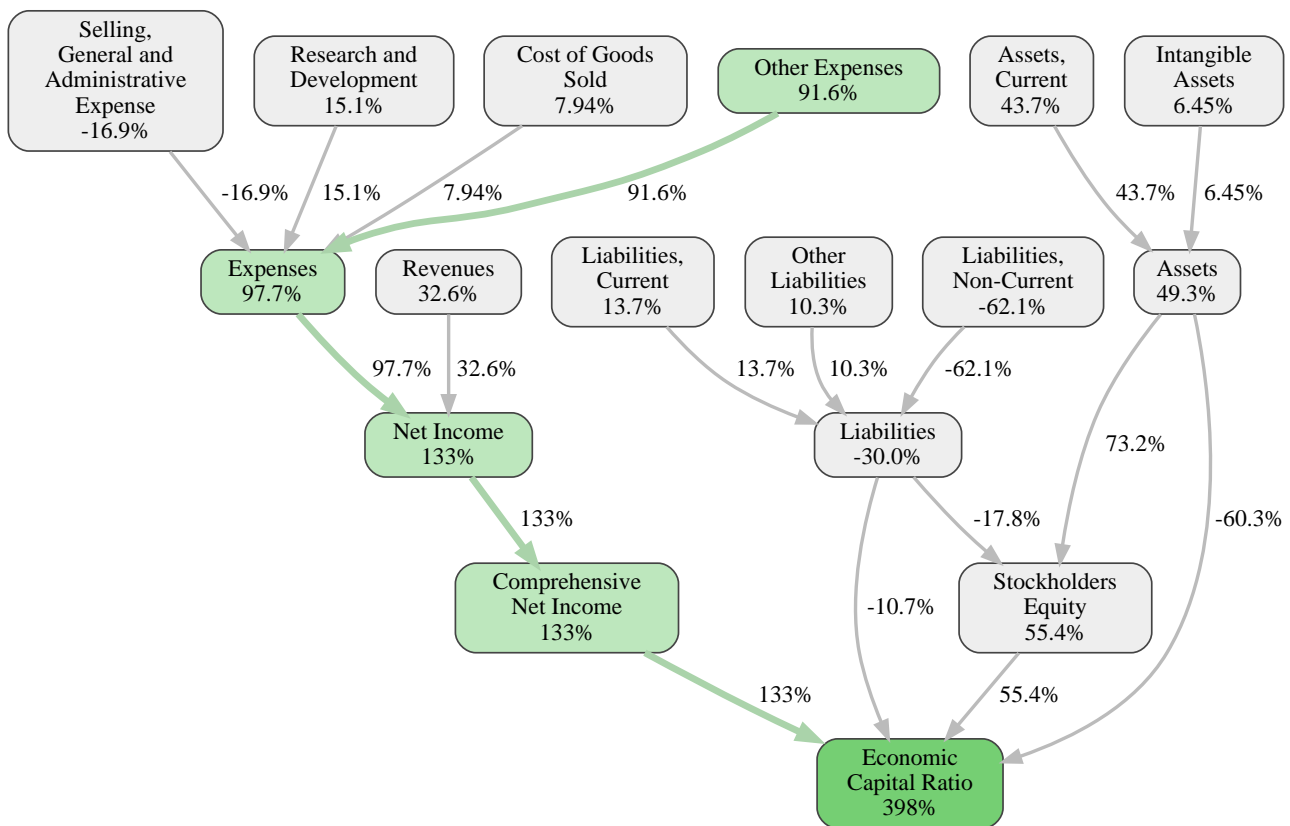 Selling,
General and
Administrative
Expense
-16.9%
Research and
Development
15.1%
Cost of Goods
Sold
7.94%
Other Expenses
91.6%
Assets,
Current
43.7%
Intangible
Assets
6.45%
-16.9%
15.1%
7.94%
91.6%
43.7%
6.45%
Expenses
97.7%
Revenues
32.6%
Liabilities,
Current
13.7%
Other
Liabilities
10.3%
Liabilities,
Non-Current
-62.1%
Assets
49.3%
97.7%
32.6%
13.7%
10.3%
-62.1%
Net Income
133%
Liabilities
-30.0%
73.2%
133%
-17.8%
-60.3%
Comprehensive
Net Income
133%
-10.7%
Stockholders
Equity
55.4%
133%
55.4%
Economic
Capital Ratio
398%